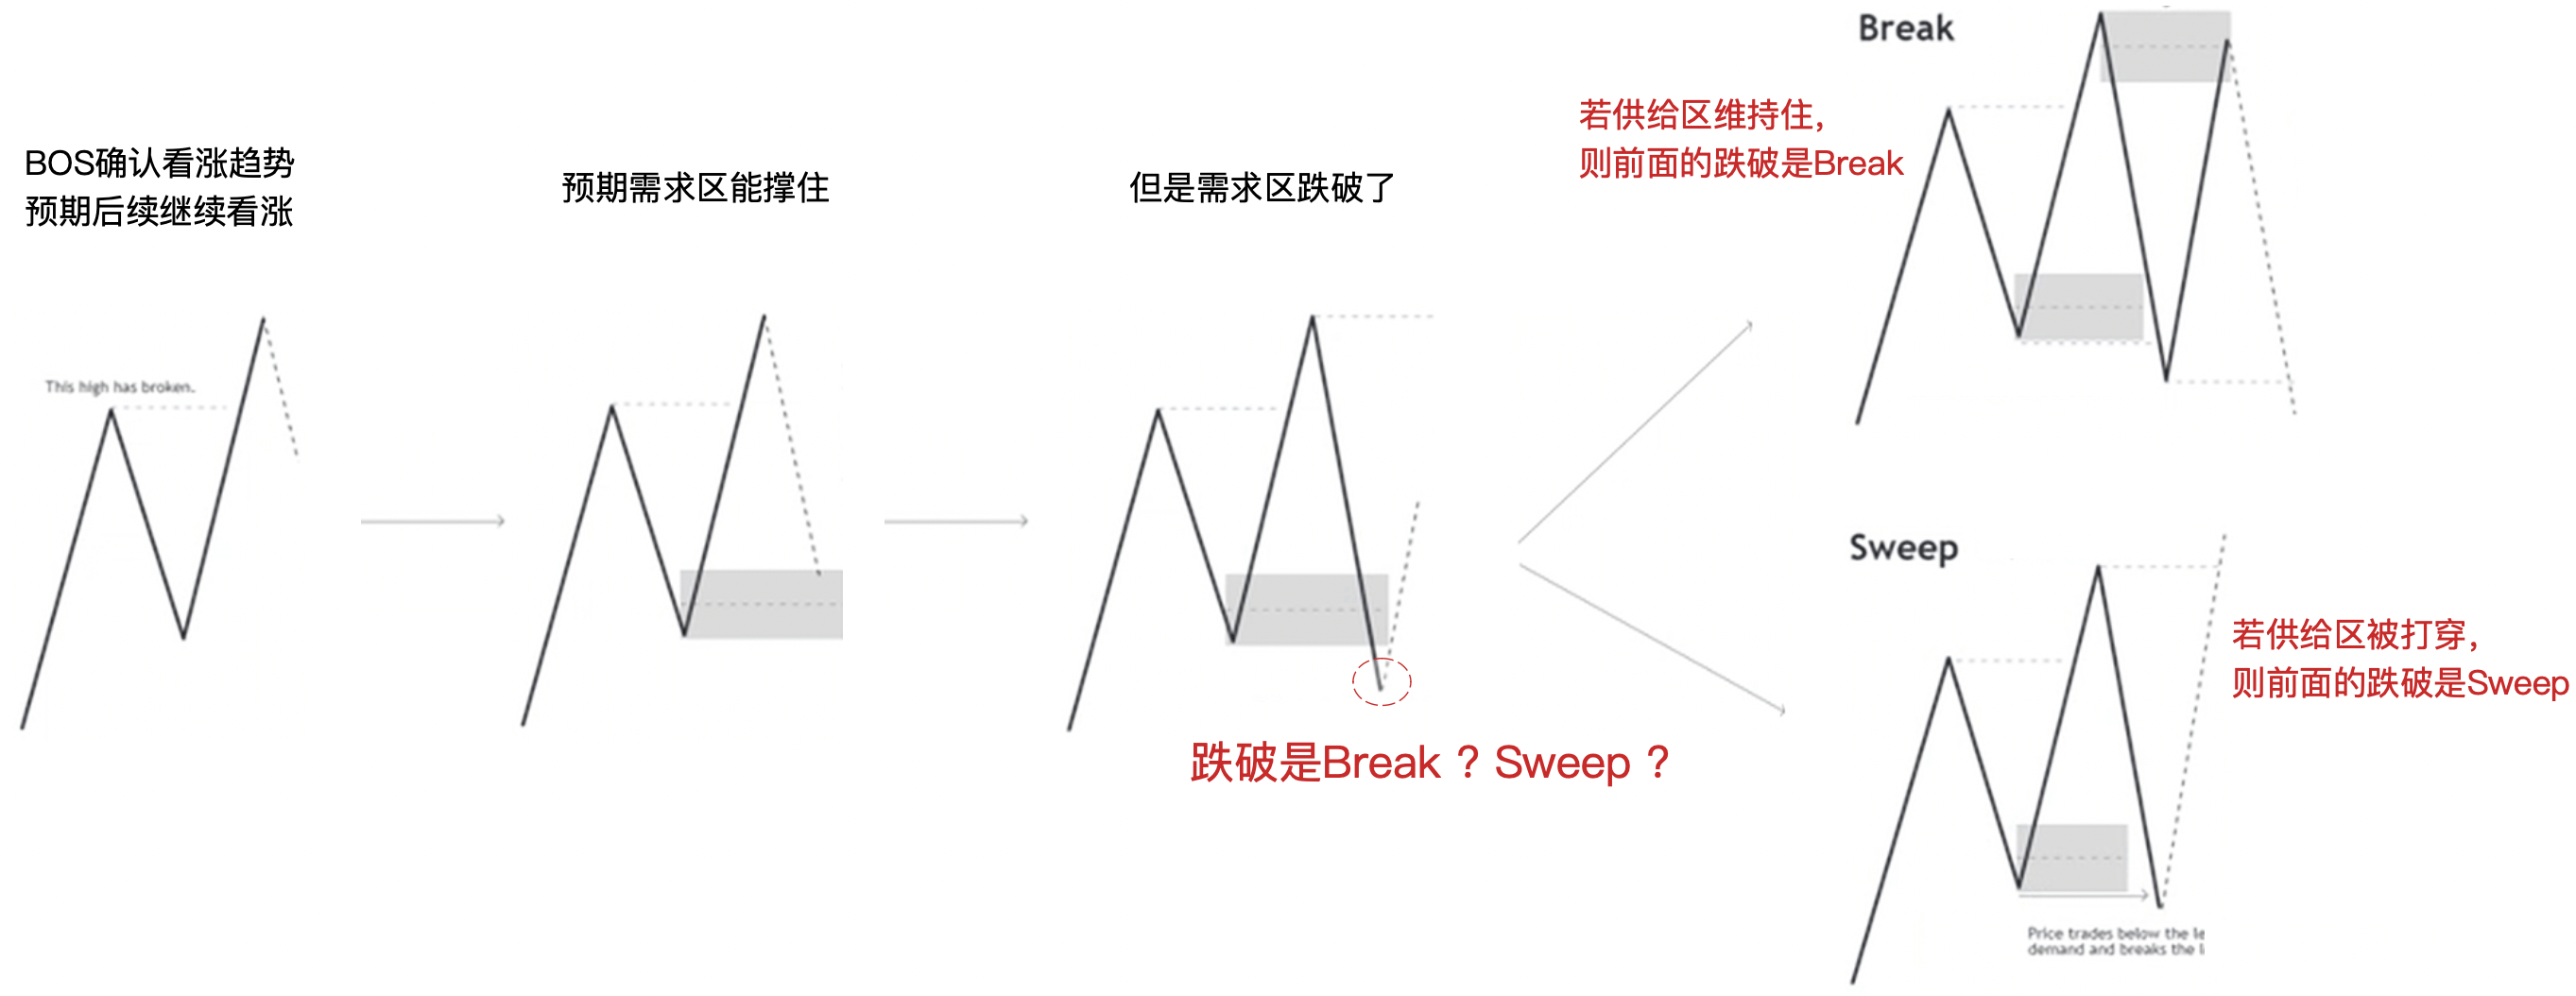 BOS确认看涨趋势
预期后续继续看涨
This high has broken.
预期需求区能撑住
但是需求区跌破了
跌破是Break ? Sweep ?
Break
若供给区维持住，
则前面的跌破是Break
Sweep
若供给区被打穿，
则前面的跌破是Sweep
Price trades below the
demand and breaks the